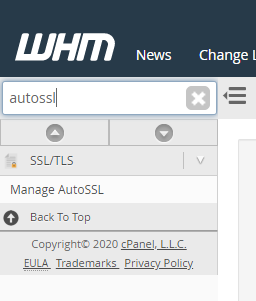 WHM
News Change L
autossl
SSL/TLS
Manage AutoSSL
Back To Top
Copyright© 2020 cPanel, L.L.C.
EULA Trademarks Privacy Policy